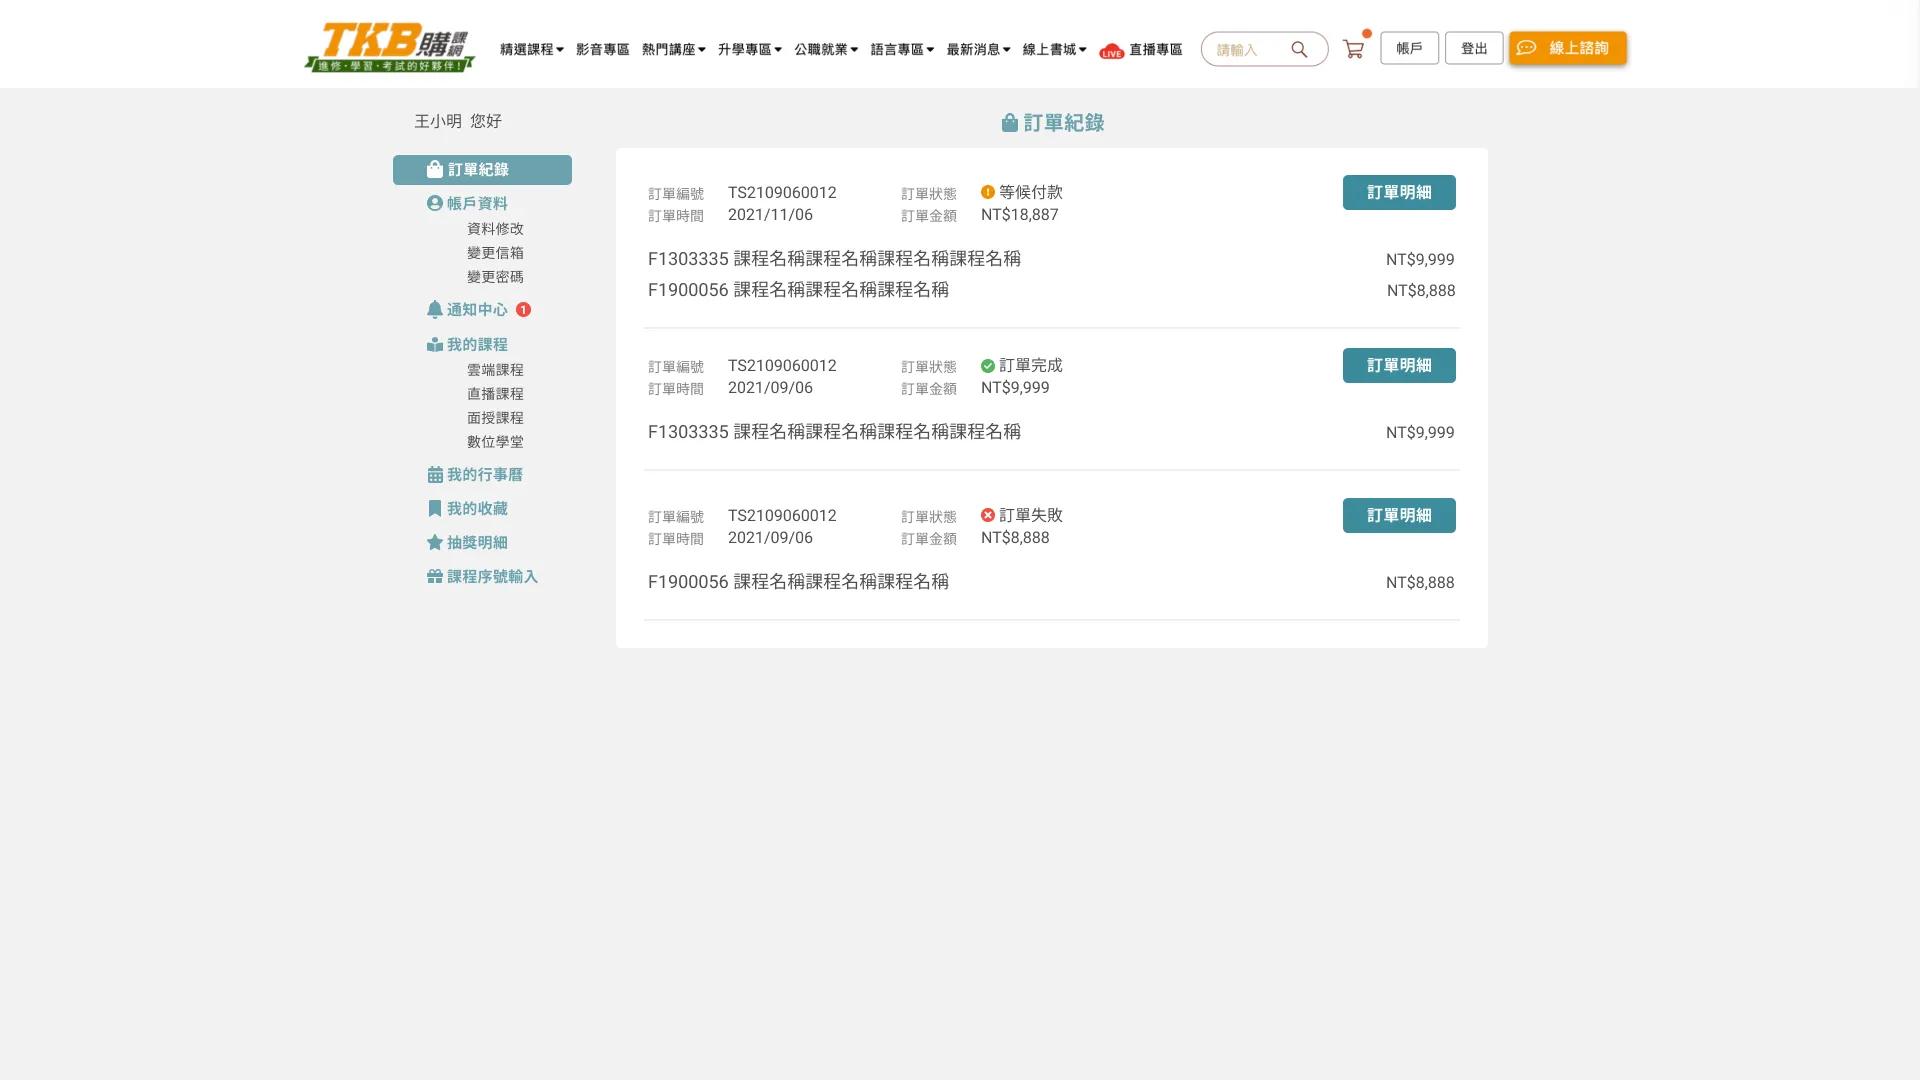 TKB購課網
進修‧學習‧考試的好夥伴!
精選課程 影音專區 熱門講座 升學專區 公職就業 語言專區 最新消息 線上書城 LIVE 直播專區 請輸入 帳戶 登出 線上諮詢
王小明 您好
訂單紀錄
帳戶資料
資料修改
變更信箱
變更密碼
通知中心 1
我的課程
雲端課程
直播課程
面授課程
數位學堂
我的行事曆
我的收藏
抽獎明細
課程序號輸入
訂單紀錄
訂單編號 TS2109060012 訂單狀態 等候付款 訂單明細
訂單時間 2021/11/06 訂單金額 NT$18,887
F1303335 課程名稱課程名稱課程名稱課程名稱 NT$9,999
F1900056 課程名稱課程名稱課程名稱 NT$8,888
訂單編號 TS2109060012 訂單狀態 訂單完成 訂單明細
訂單時間 2021/09/06 訂單金額 NT$9,999
F1303335 課程名稱課程名稱課程名稱課程名稱 NT$9,999
訂單編號 TS2109060012 訂單狀態 訂單失敗 訂單明細
訂單時間 2021/09/06 訂單金額 NT$8,888
F1900056 課程名稱課程名稱課程名稱 NT$8,888